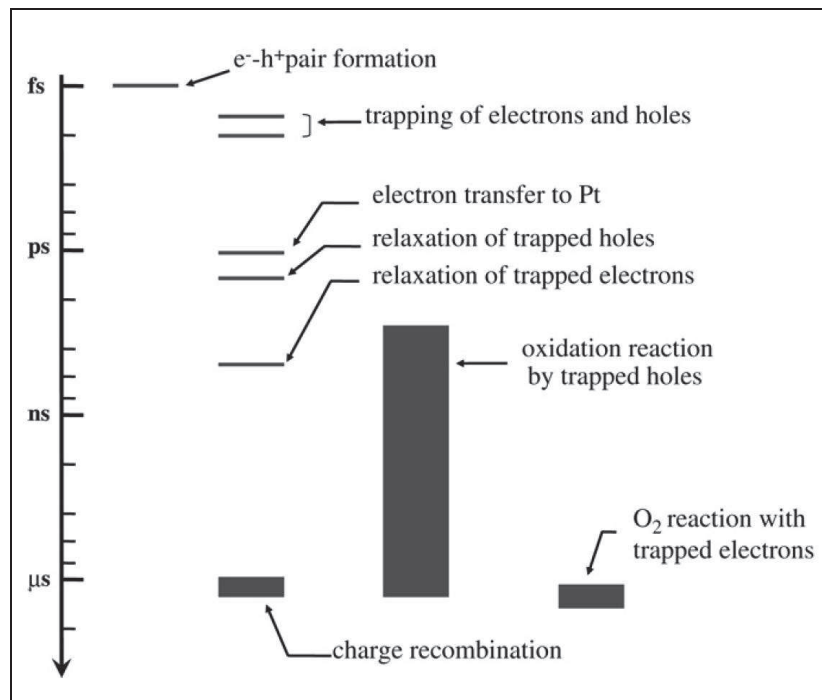 e⁻-h⁺pair formation
fs
trapping of electrons and holes
electron transfer to Pt
ps
relaxation of trapped holes
relaxation of trapped electrons
oxidation reaction
by trapped holes
ns
O₂ reaction with
trapped electrons
μs
charge recombination